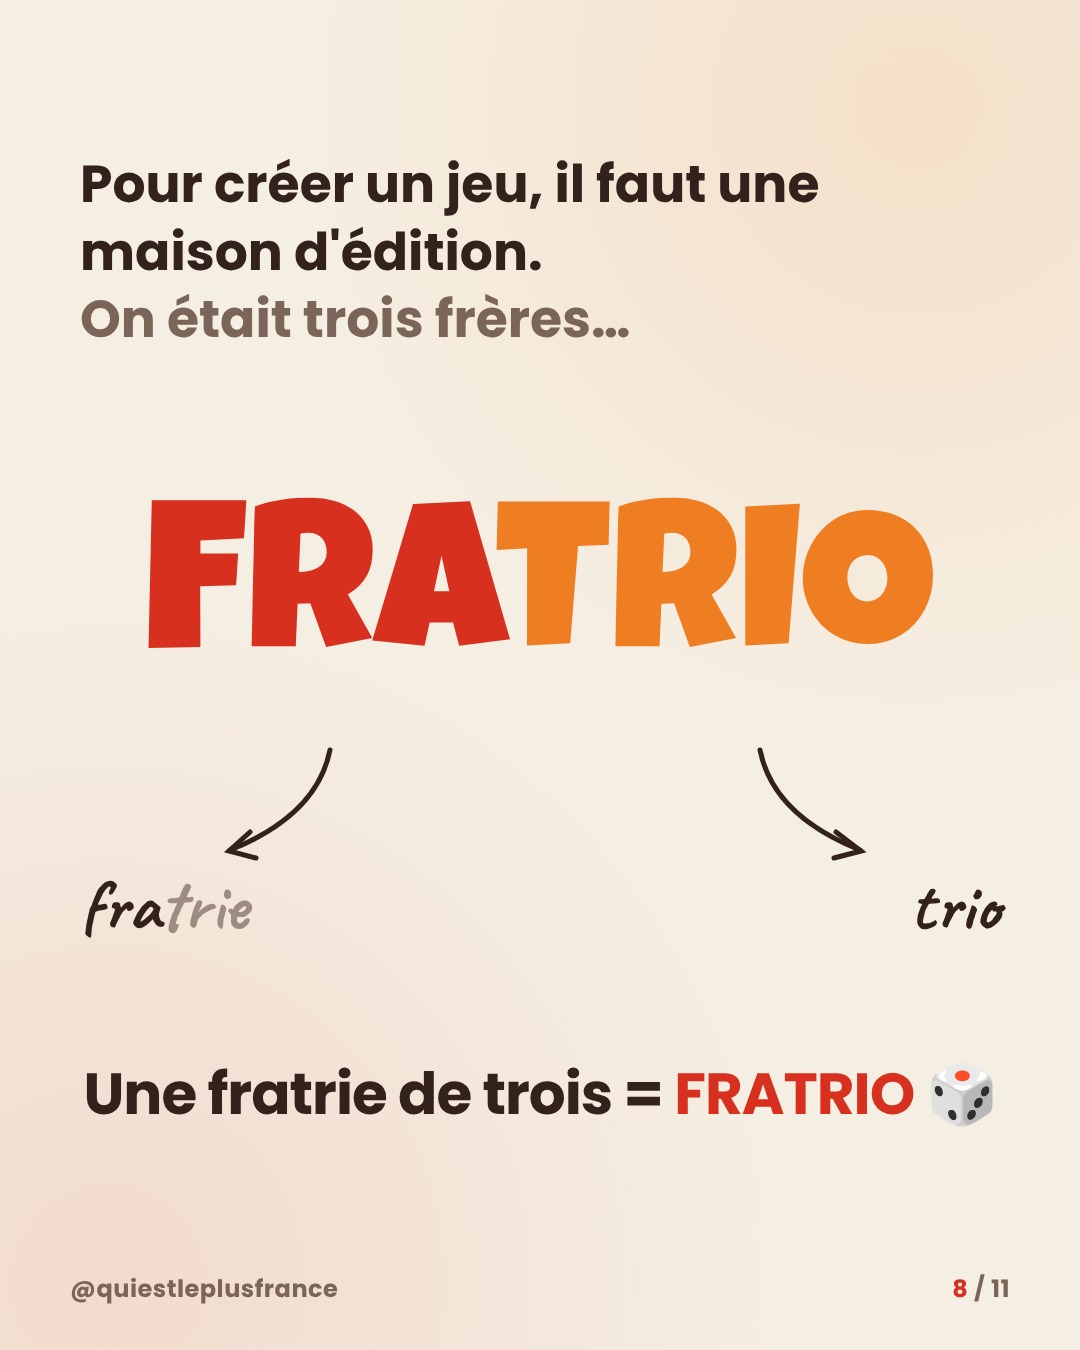 Pour créer un jeu, il faut une
maison d'édition.
On était trois frères...
FRATRIO
fratrie
trio
Une fratrie de trois = FRATRIO
@quiestleplusfrance
8 / 11